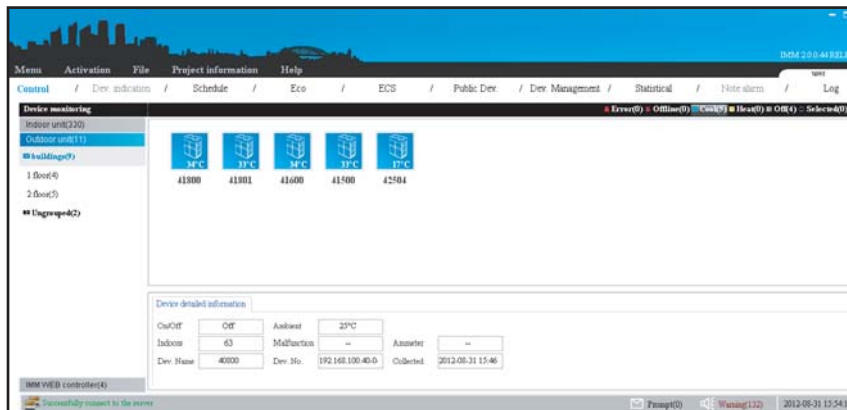 IMM 2.0.0.44 REL
Menu Activation File Project information Help
Control / Dev. indication / Schedule / Eco / ECS / Public Dev. / Dev. Management / Statistical / Note alarm / Log
Device monitoring Error(0) Offline(0) Cool(5) Heat(0) Off(4) Selected(0)
Indoor unit(330)
Outdoor unit(11)
buildings(9)
1 floor(4)
2 floor(5)
Ungrouped(2)
34°C 33°C 34°C 33°C 17°C
41800 41801 41600 41500 42504
Device detailed information
On/Off Off Ambient 25°C
Indoors 63 Malfunction -- Ammeter --
Dev. Name 40800 Dev. No. 192.168.100.40-0- Collected: 2012-08-31 15:46
IMM WEB controller(4)
Successfully connect to the server Prompt(0) Warning(132) 2012-08-31 15:54:1